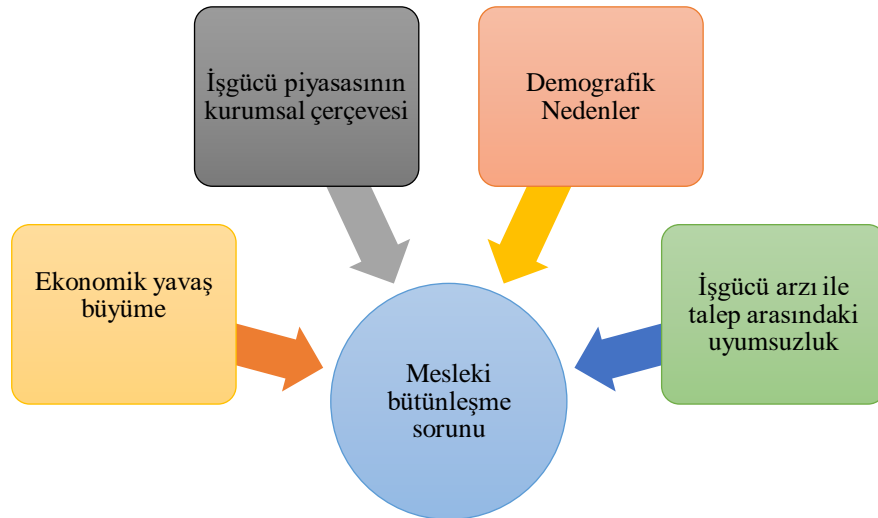 İşgücü piyasasının
kurumsal çerçevesi
Demografik
Nedenler
Ekonomik yavaş
büyüme
İşgücü arzı ile
talep arasındaki
uyumsuzluk
Mesleki
bütünleşme
sorunu